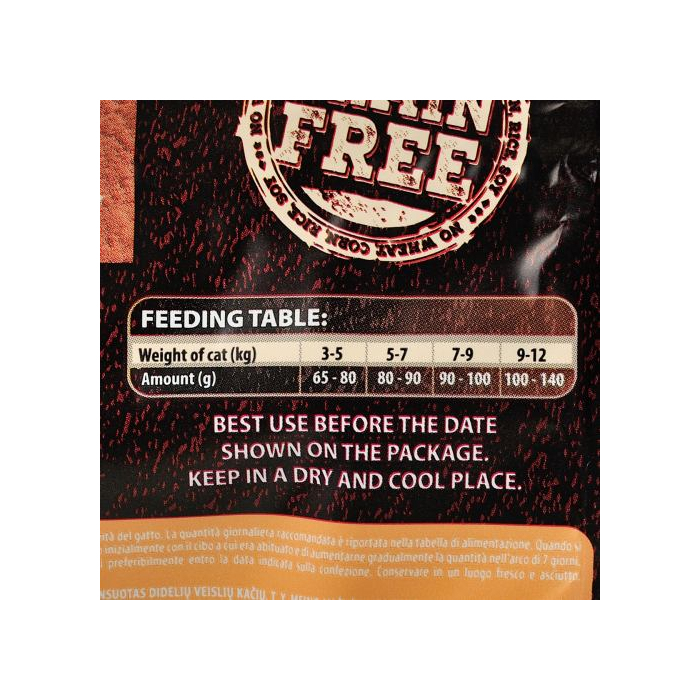 FREE
NO WHEAT, CORN, RICE, SOY
FEEDING TABLE:
Weight of cat (kg) 3-5 5-7 7-9 9-12
Amount (g) 65 - 80 80 - 90 90 - 100 100 - 140
BEST USE BEFORE THE DATE
SHOWN ON THE PACKAGE.
KEEP IN A DRY AND COOL PLACE.
del gatto. La quantità giornaliera raccomandata è riportata nella tabella di alimentazione. Quando si
inizialmente con il cibo a cui era abituato e di aumentarne gradualmente la quantità nell'arco di 7 giorni.
preferibilmente entro la data indicata sulla confezione. Conservare in un luogo fresco e asciutto.
NSUOTAS DIDELIŲ VEISLIŲ KAČIŲ, T. Y.